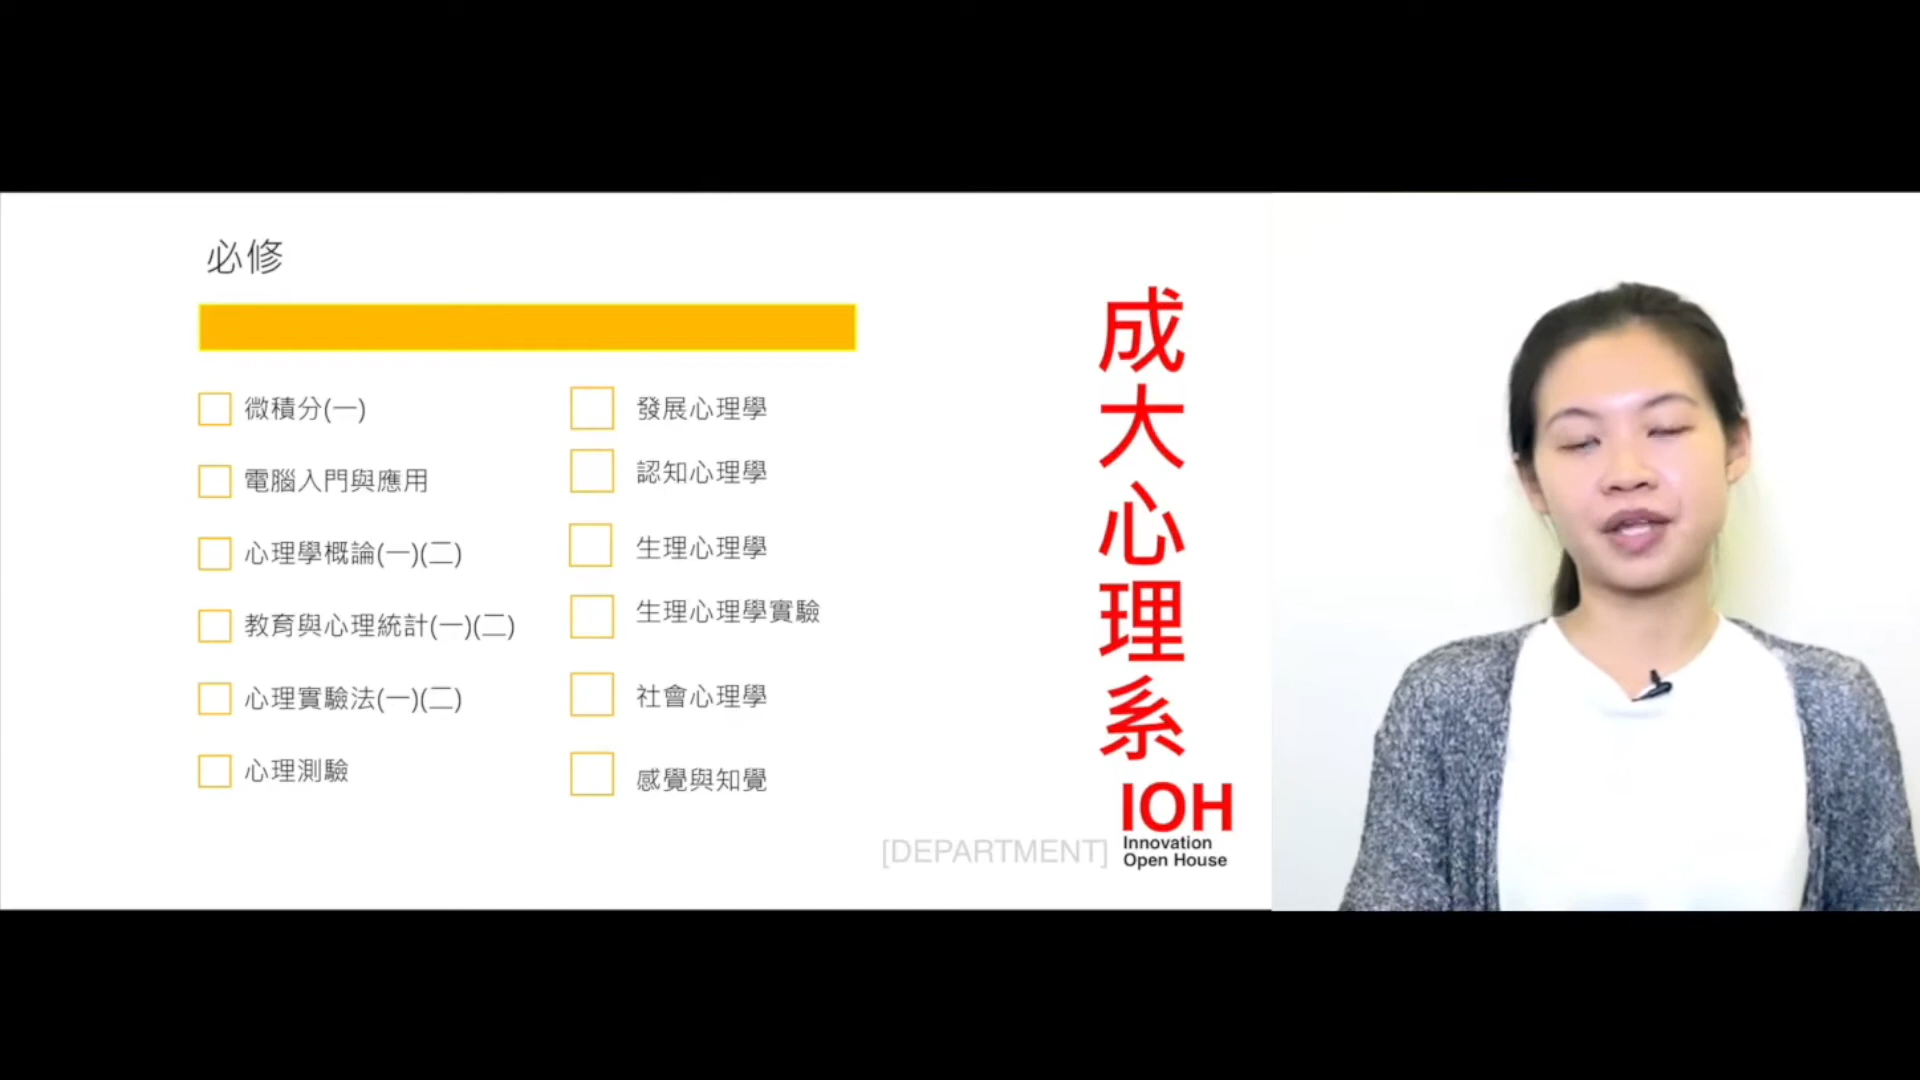 必修
微積分(一)
電腦入門與應用
心理學概論(一)(二)
教育與心理統計(一)(二)
心理實驗法(一)(二)
心理測驗
發展心理學
認知心理學
生理心理學
生理心理學實驗
社會心理學
感覺與知覺
成大心理系
[DEPARTMENT]
IOH
Innovation
Open House